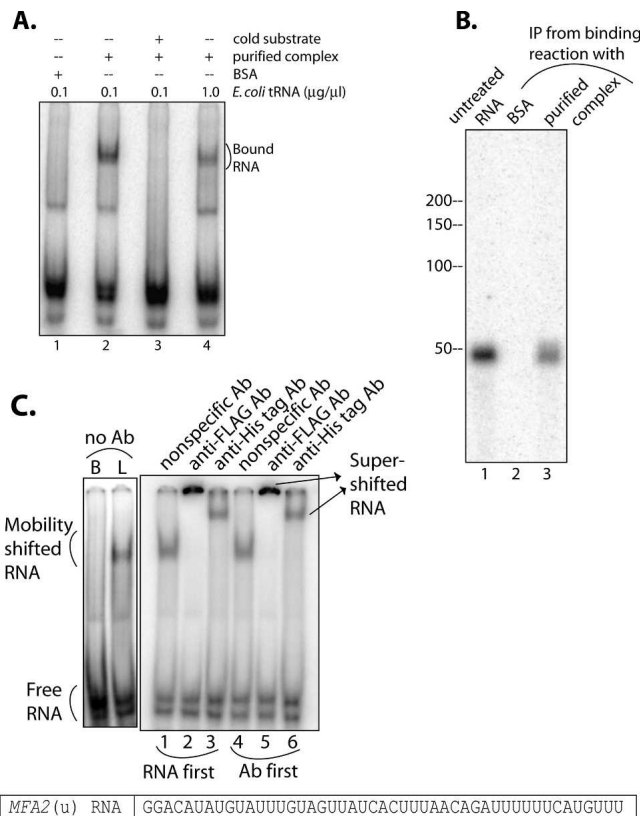 A.
-- -- + -- cold substrate
-- + + + purified complex
+ -- -- -- BSA
0.1 0.1 0.1 1.0 E.coli tRNA (µg/µl)
Bound
RNA
1 2 3 4
B.
IP from binding
reaction with
untreated
RNA
BSA
purified
complex
200--
150--
100--
50--
1 2 3
C.
no Ab
B L
nonspecific Ab
anti-FLAG Ab
anti-His tag Ab
nonspecific Ab
anti-FLAG Ab
anti-His tag Ab
Super-
shifted
RNA
Mobility
shifted
RNA
Free
RNA
1 2 3 4 5 6
RNA first Ab first
MFA2(u) RNA GGACAUAUGUAUUUGUAGUUAUCACUUUAACAGAUUUUUUCAUGUUU